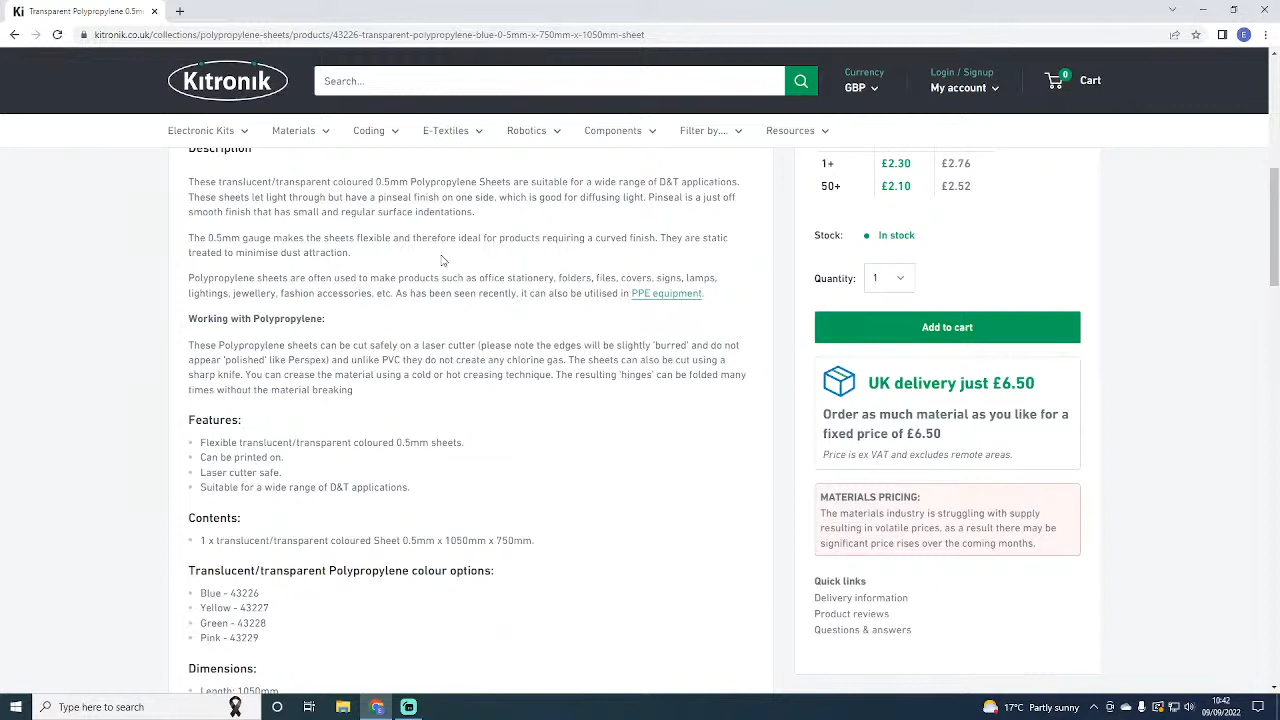 Ki Transparent Polypropylene 0.5m
kitronik.co.uk/collections/polypropylene-sheets/products/43226-transparent-polypropylene-blue-0-5mm-x-750mm-x-1050mm-sheet
E
Kitronik
Search...
Currency
GBP
Login / Signup
My account
0
Cart
Electronic Kits
Materials
Coding
E-Textiles
Robotics
Components
Filter by....
Resources
Description
These translucent/transparent coloured 0.5mm Polypropylene Sheets are suitable for a wide range of D&T applications.
These sheets let light through but have a pinseal finish on one side, which is good for diffusing light. Pinseal is a just off
smooth finish that has small and regular surface indentations.
The 0.5mm gauge makes the sheets flexible and therefore ideal for products requiring a curved finish. They are static
treated to minimise dust attraction.
Polypropylene sheets are often used to make products such as office stationery, folders, files, covers, signs, lamps,
lightings, jewellery, fashion accessories, etc. As has been seen recently, it can also be utilised in PPE equipment.
Working with Polypropylene:
These Polypropylene sheets can be cut safely on a laser cutter (please note the edges will be slightly 'burred' and do not
appear 'polished' like Perspex) and unlike PVC they do not create any chlorine gas. The sheets can also be cut using a
sharp knife. You can crease the material using a cold or hot creasing technique. The resulting 'hinges' can be folded many
times without the material breaking
Features:
Flexible translucent/transparent coloured 0.5mm sheets.
Can be printed on.
Laser cutter safe.
Suitable for a wide range of D&T applications.
Contents:
1 x translucent/transparent coloured Sheet 0.5mm x 1050mm x 750mm.
Translucent/transparent Polypropylene colour options:
Blue - 43226
Yellow - 43227
Green - 43228
Pink - 43229
Dimensions:
Length: 1050mm
1+ £2.30 £2.76
50+ £2.10 £2.52
Stock: In stock
Quantity: 1
Add to cart
UK delivery just £6.50
Order as much material as you like for a
fixed price of £6.50
Price is ex VAT and excludes remote areas.
MATERIALS PRICING:
The materials industry is struggling with supply
resulting in volatile prices, as a result there may be
significant price rises over the coming months.
Quick links
Delivery information
Product reviews
Questions & answers
Type here to search
17°C Partly sunny
10:42
09/09/2022